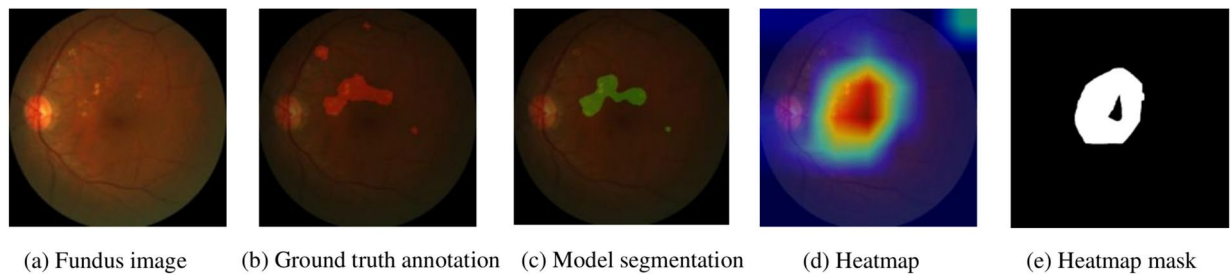 (a) Fundus image (b) Ground truth annotation (c) Model segmentation (d) Heatmap (e) Heatmap mask